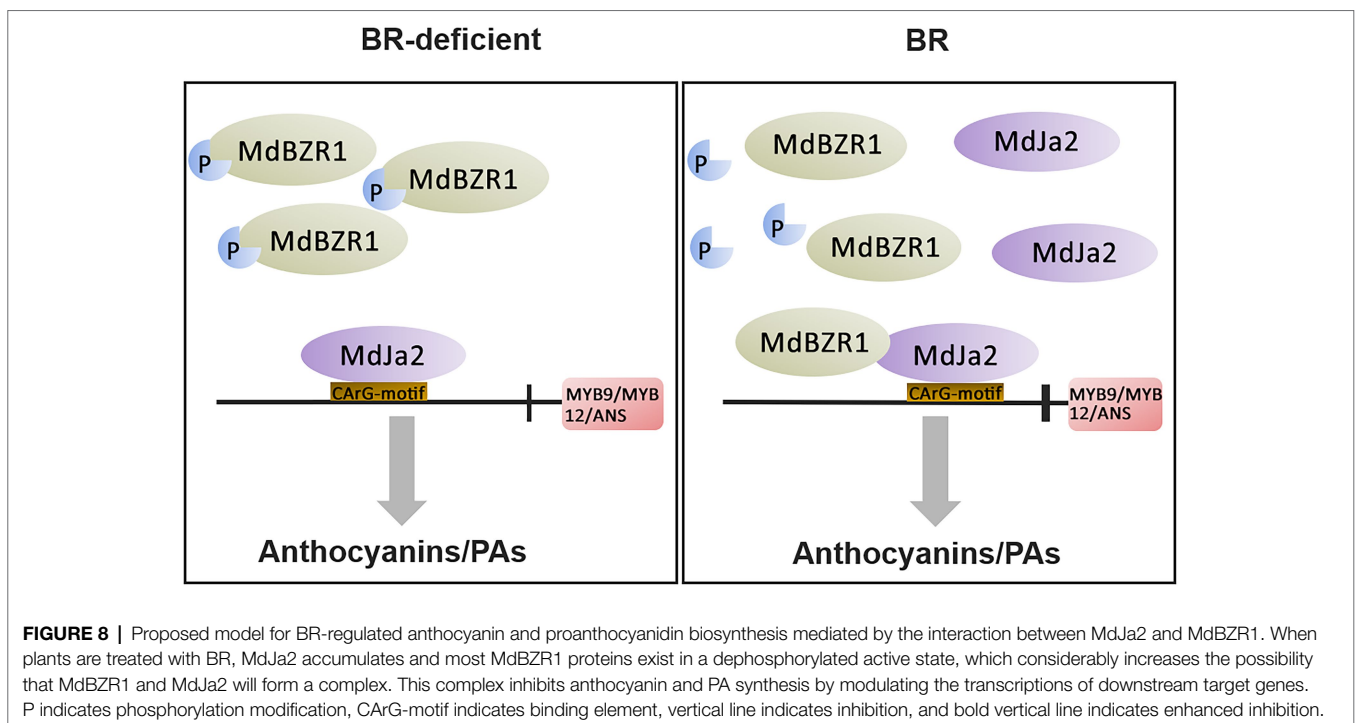 BR-deficient
BR
MdBZR1
P
MdBZR1
P
MdBZR1
P
MdJa2
CArG-motif
MYB9/MYB
12/ANS
Anthocyanins/PAs
MdBZR1
P
MdJa2
P
MdBZR1
P
MdJa2
MdBZR1
MdJa2
CArG-motif
MYB9/MYB
12/ANS
Anthocyanins/PAs
FIGURE 8 | Proposed model for BR-regulated anthocyanin and proanthocyanidin biosynthesis mediated by the interaction between MdJa2 and MdBZR1. When
plants are treated with BR, MdJa2 accumulates and most MdBZR1 proteins exist in a dephosphorylated active state, which considerably increases the possibility
that MdBZR1 and MdJa2 will form a complex. This complex inhibits anthocyanin and PA synthesis by modulating the transcriptions of downstream target genes.
P indicates phosphorylation modification, CArG-motif indicates binding element, vertical line indicates inhibition, and bold vertical line indicates enhanced inhibition.